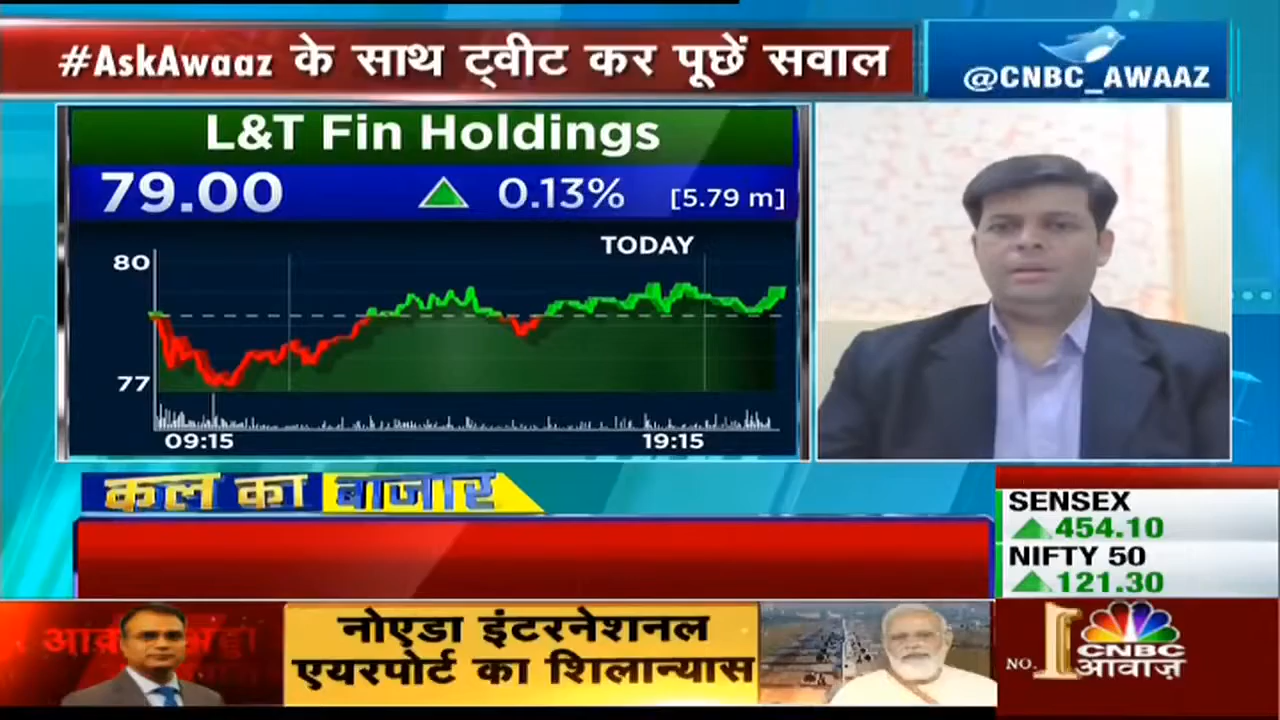 #AskAwaaz के साथ ट्वीट कर पूछें सवाल
@CNBC_AWAAZ
L&T Fin Holdings
79.00 0.13% [5.79 m]
TODAY
80
77
09:15 19:15
कल का बाजार
SENSEX
454.10
NIFTY 50
121.30
नोएडा इंटरनेशनल
एयरपोर्ट का शिलान्यास
NO. 1 CNBC
आवाज़